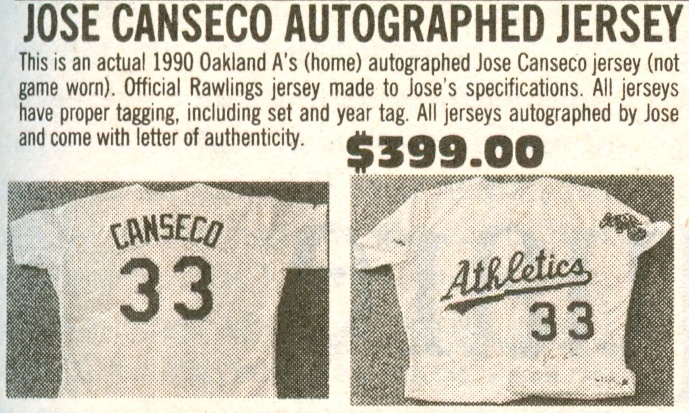 JOSE CANSECO AUTOGRAPHED JERSEY
This is an actual 1990 Oakland A's (home) autographed Jose Canseco jersey (not
game worn). Official Rawlings jersey made to Jose's specifications. All jerseys
have proper tagging, including set and year tag. All jerseys autographed by Jose
and come with letter of authenticity.
$399.00
CANSECO
33
Athletics
33